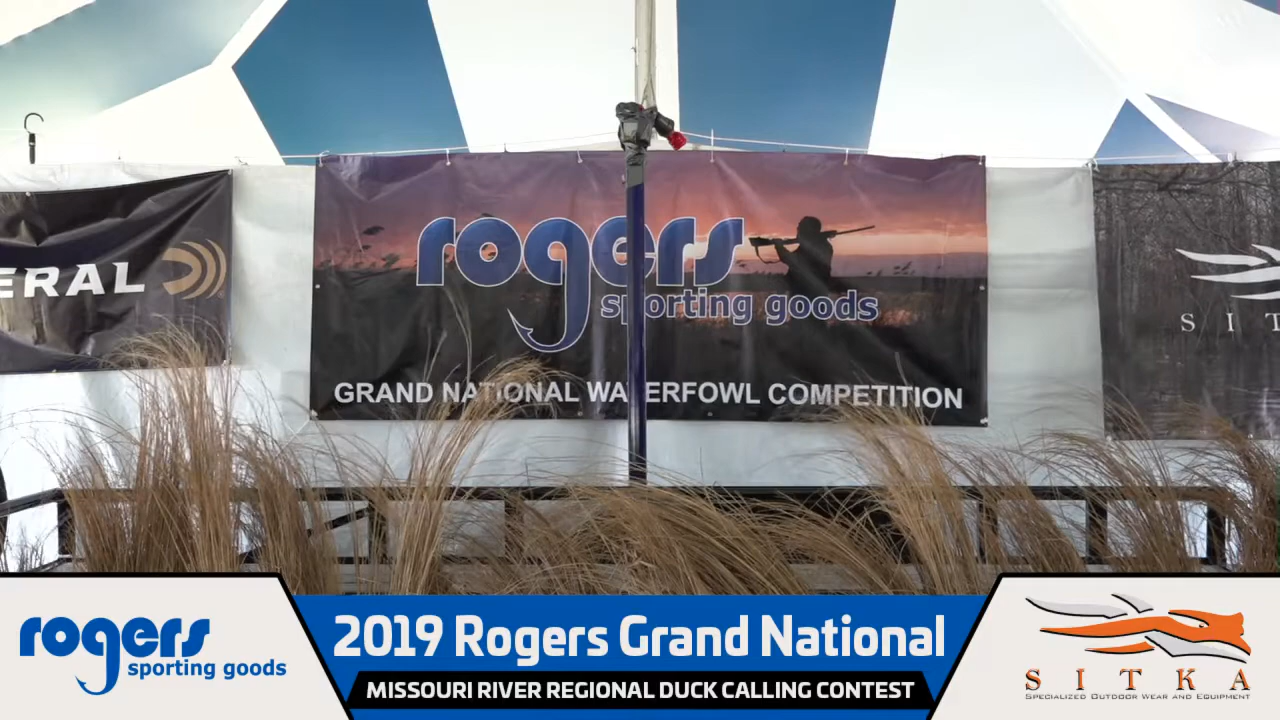 ERAL
rogers
sporting goods
GRAND NATIONAL WATERFOWL COMPETITION
S I T
rogers
sporting goods
2019 Rogers Grand National
MISSOURI RIVER REGIONAL DUCK CALLING CONTEST
SITKA
SPECIALIZED OUTDOOR WEAR AND EQUIPMENT